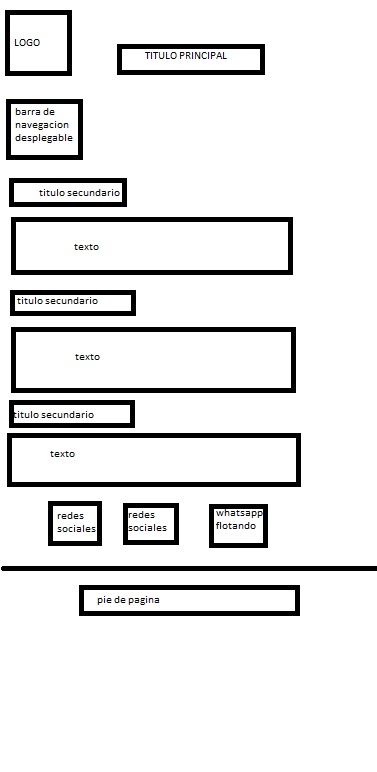 LOGO
TITULO PRINCIPAL
barra de
navegacion
desplegable
titulo secundario
texto
titulo secundario
texto
titulo secundario
texto
redes
sociales
redes
sociales
whatsapp
flotando
pie de pagina